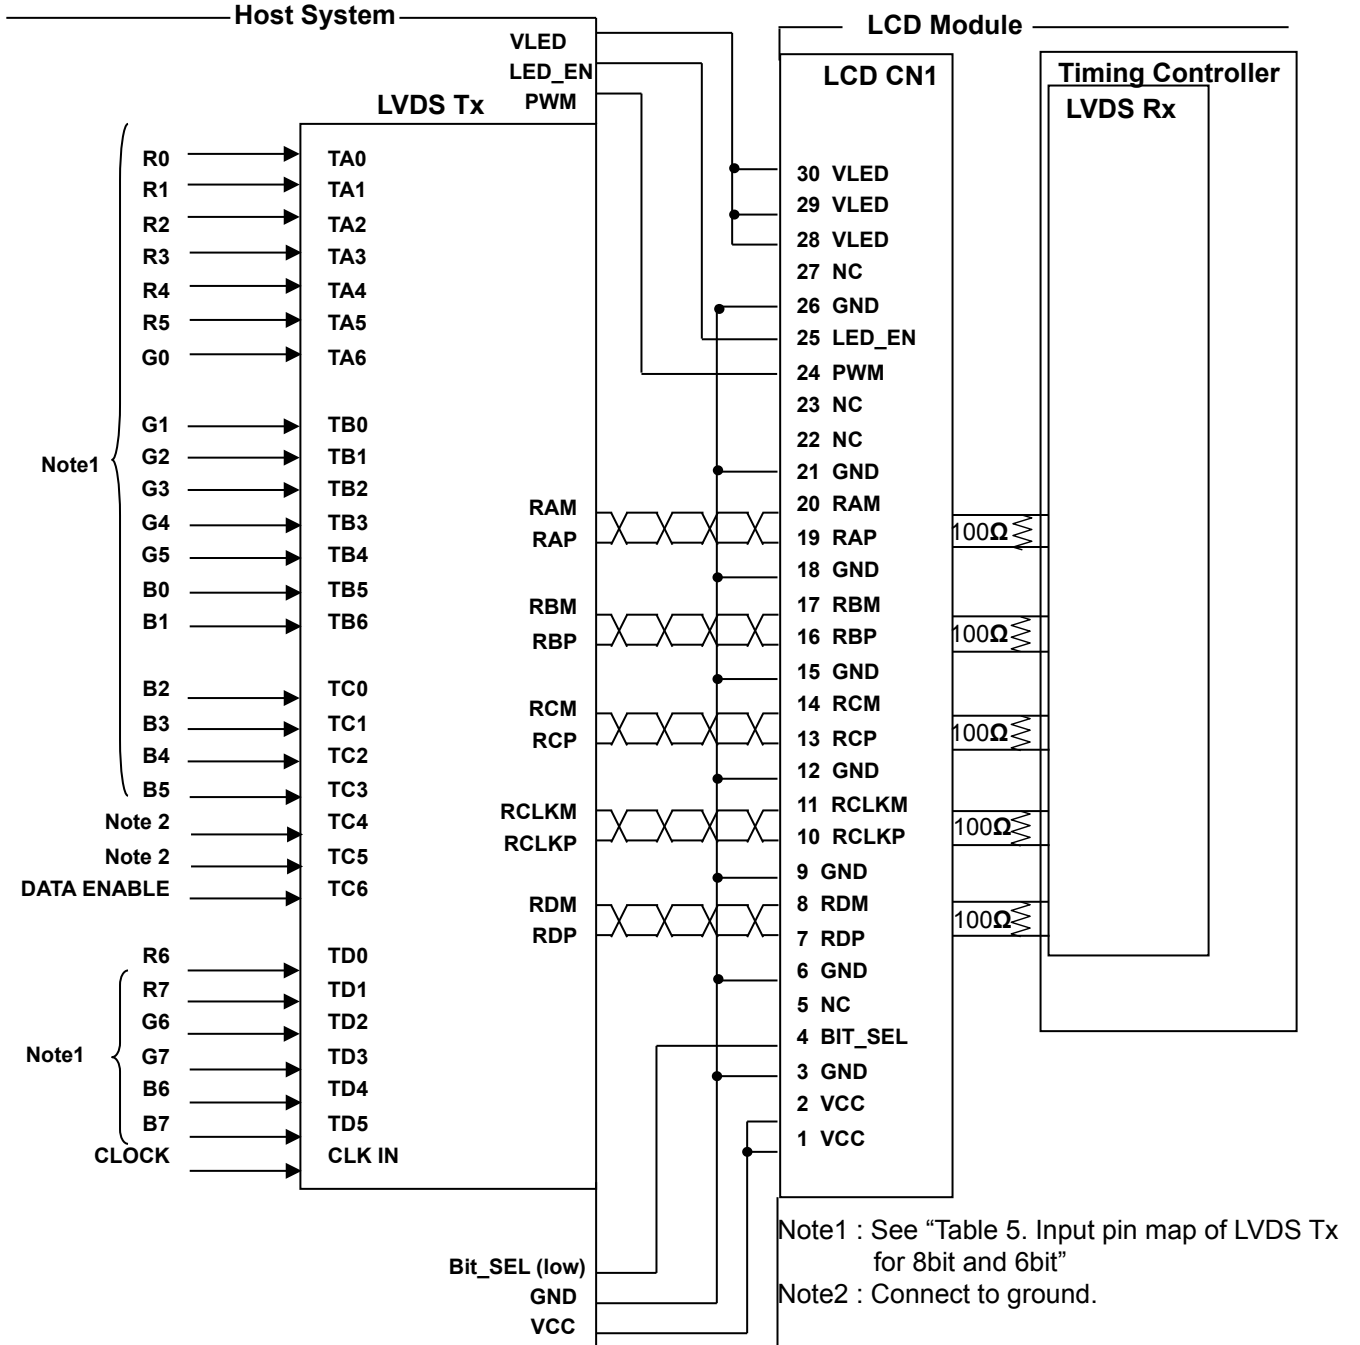 Host System
LCD Module
VLED
LED_EN
PWM
LVDS Tx
LCD CN1
Timing Controller
LVDS Rx
R0 TA0
R1 TA1
R2 TA2
R3 TA3
R4 TA4
R5 TA5
G0 TA6
G1 TB0
G2 TB1
G3 TB2
G4 TB3
G5 TB4
B0 TB5
B1 TB6
B2 TC0
B3 TC1
B4 TC2
B5 TC3
Note 2 TC4
Note 2 TC5
DATA ENABLE TC6
R6 TD0
R7 TD1
G6 TD2
G7 TD3
B6 TD4
B7 TD5
CLOCK CLK IN
Note1
Note1
RAM
RAP
RBM
RBP
RCM
RCP
RCLKM
RCLKP
RDM
RDP
Bit_SEL (low)
GND
VCC
30 VLED
29 VLED
28 VLED
27 NC
26 GND
25 LED_EN
24 PWM
23 NC
22 NC
21 GND
20 RAM
19 RAP
18 GND
17 RBM
16 RBP
15 GND
14 RCM
13 RCP
12 GND
11 RCLKM
10 RCLKP
9 GND
8 RDM
7 RDP
6 GND
5 NC
4 BIT_SEL
3 GND
2 VCC
1 VCC
100Ω
100Ω
100Ω
100Ω
100Ω
Note1 : See “Table 5. Input pin map of LVDS Tx
for 8bit and 6bit”
Note2 : Connect to ground.